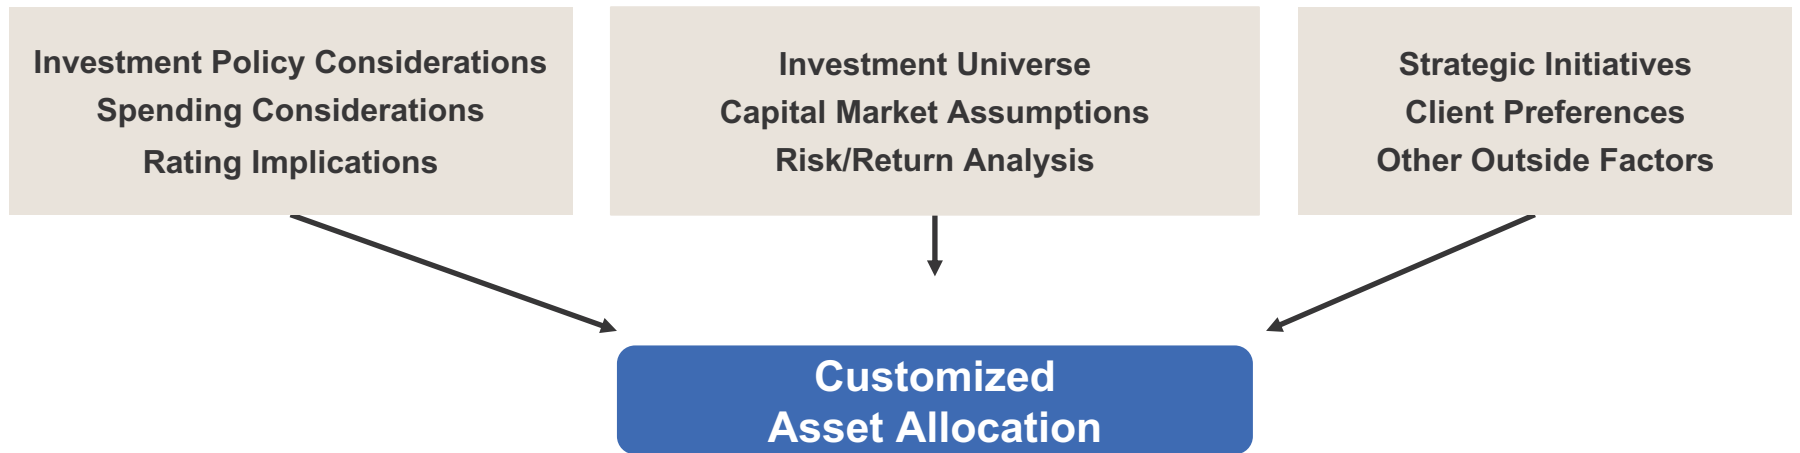 Investment Policy Considerations
Spending Considerations
Rating Implications
Investment Universe
Capital Market Assumptions
Risk/Return Analysis
Strategic Initiatives
Client Preferences
Other Outside Factors
Customized
Asset Allocation